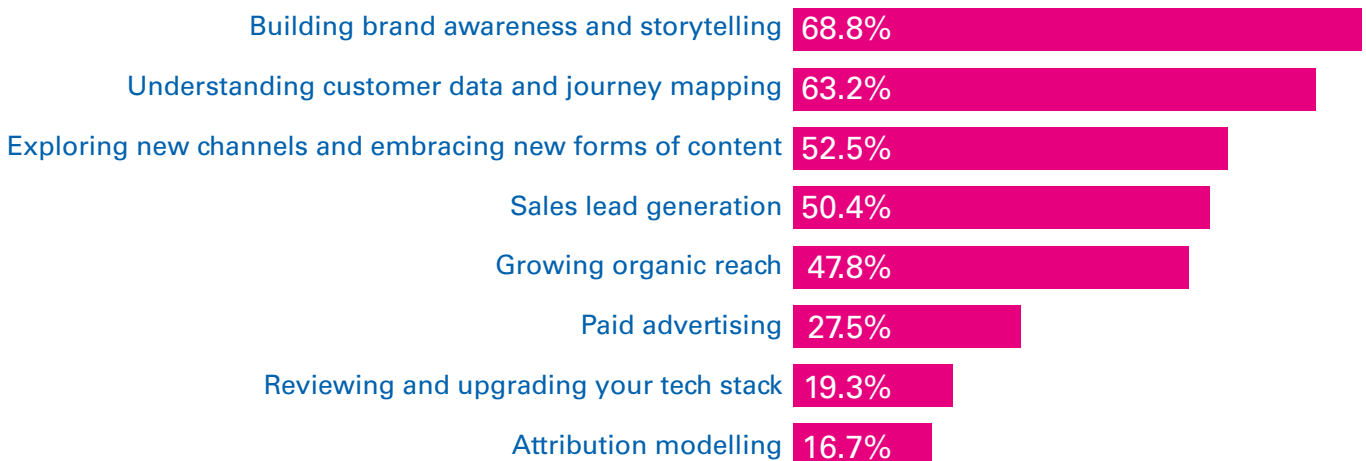 Building brand awareness and storytelling 68.8%
Understanding customer data and journey mapping 63.2%
Exploring new channels and embracing new forms of content 52.5%
Sales lead generation 50.4%
Growing organic reach 47.8%
Paid advertising 27.5%
Reviewing and upgrading your tech stack 19.3%
Attribution modelling 16.7%